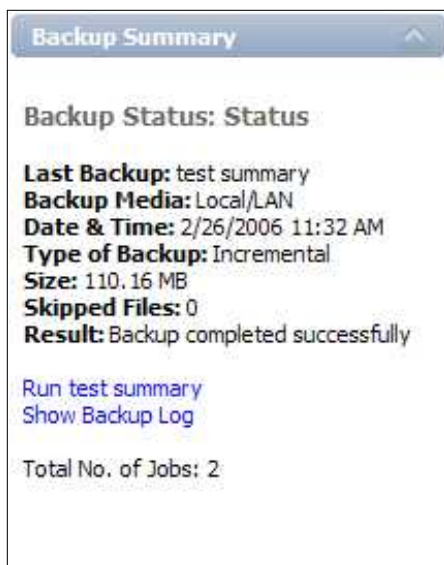 Backup Summary
Backup Status: Status
Last Backup: test summary
Backup Media: Local/LAN
Date & Time: 2/26/2006 11:32 AM
Type of Backup: Incremental
Size: 110.16 MB
Skipped Files: 0
Result: Backup completed successfully
Run test summary
Show Backup Log
Total No. of Jobs: 2